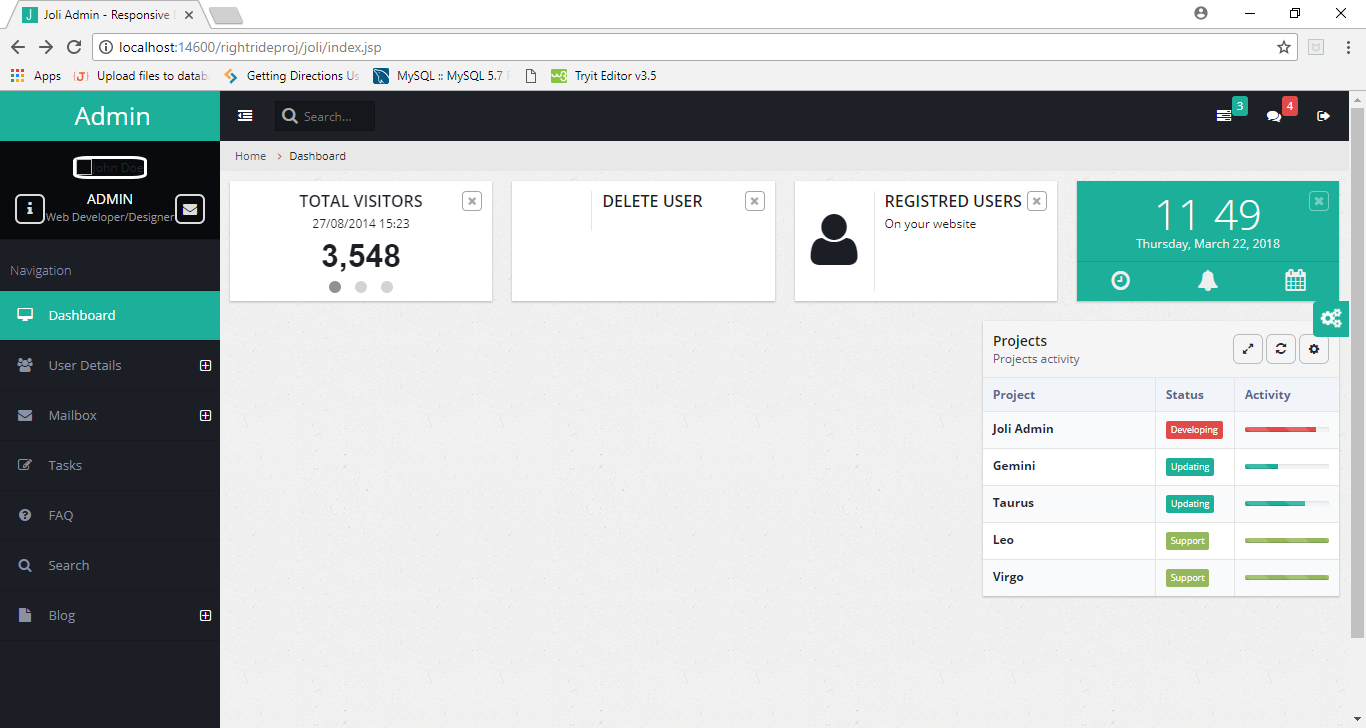 Joli Admin - Responsive
localhost:14600/rightrideproj/joli/index.jsp
Apps
Upload files to datab
Getting Directions Us
MySQL :: MySQL 5.7
Tryit Editor v3.5
Admin
Search...
3
4
John Doe
ADMIN
Web Developer/Designer
Home
Dashboard
TOTAL VISITORS
27/08/2014 15:23
3,548
DELETE USER
REGISTRED USERS
On your website
11 49
Thursday, March 22, 2018
Navigation
Dashboard
User Details
Mailbox
Tasks
FAQ
Search
Blog
Projects
Projects activity
Project Status Activity
Joli Admin Developing
Gemini Updating
Taurus Updating
Leo Support
Virgo Support